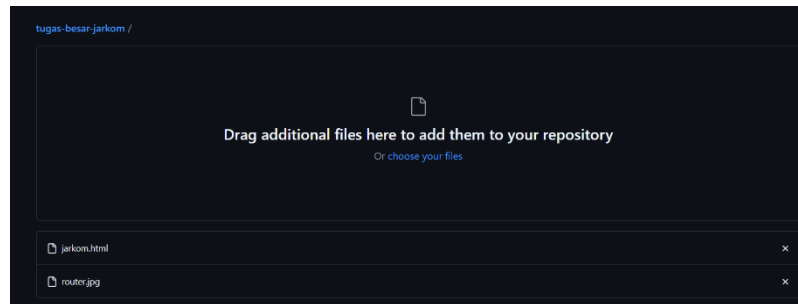 tugas-besar-jarkom /
Drag additional files here to add them to your repository
Or choose your files
jarkom.html
router.jpg